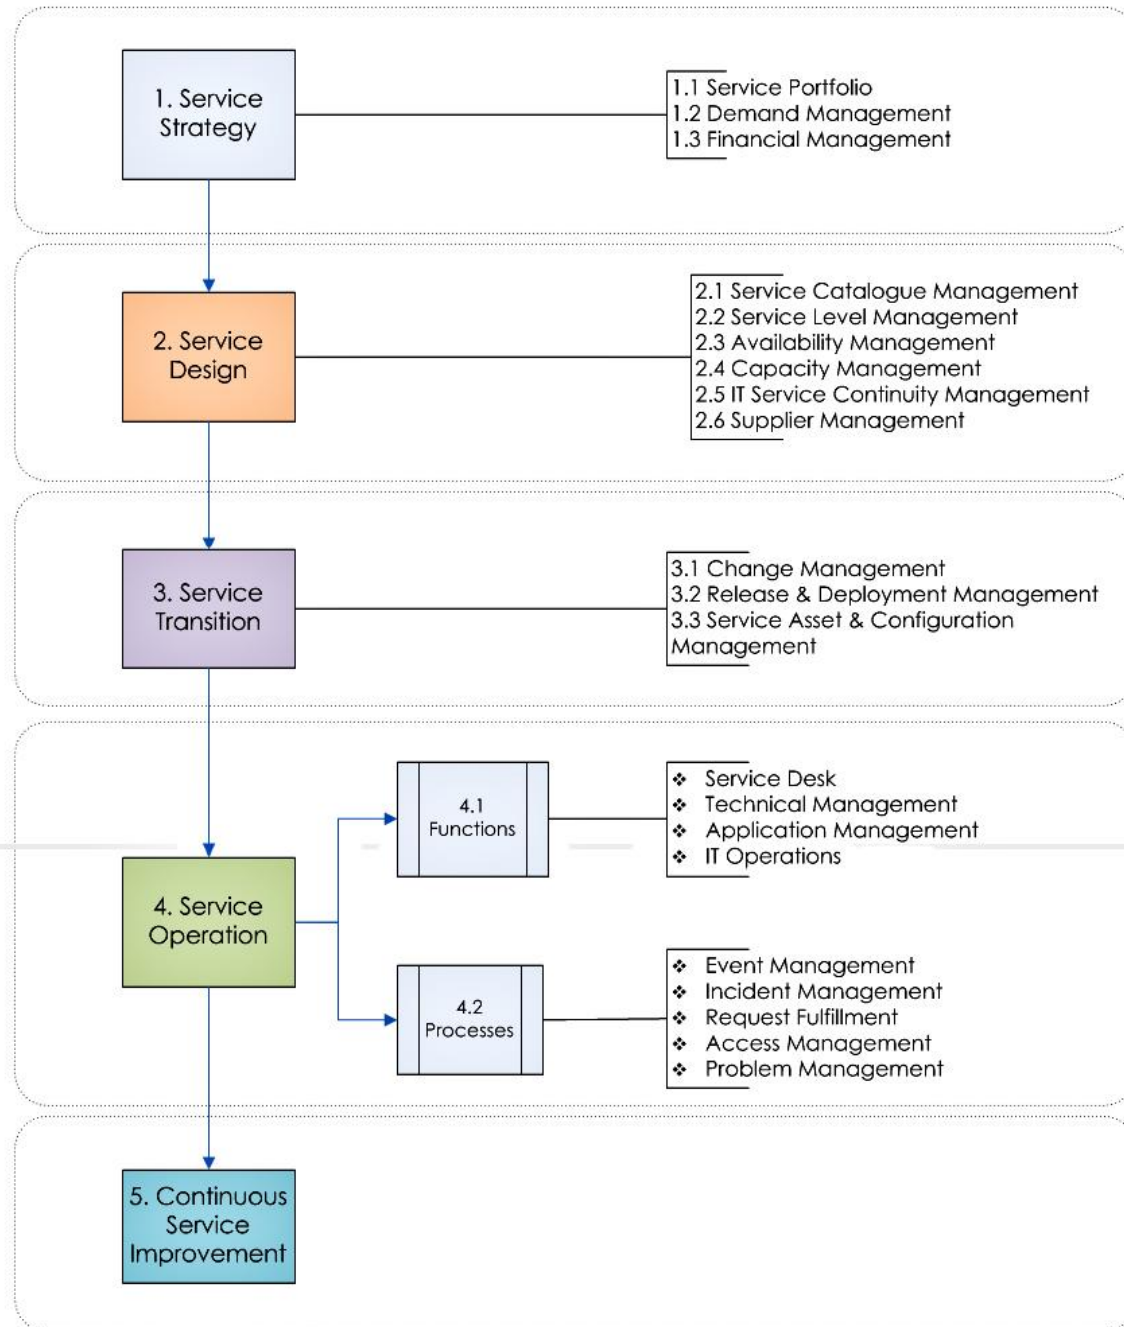 1. Service
Strategy
1.1 Service Portfolio
1.2 Demand Management
1.3 Financial Management
2. Service
Design
2.1 Service Catalogue Management
2.2 Service Level Management
2.3 Availability Management
2.4 Capacity Management
2.5 IT Service Continuity Management
2.6 Supplier Management
3. Service
Transition
3.1 Change Management
3.2 Release & Deployment Management
3.3 Service Asset & Configuration
Management
4. Service
Operation
4.1
Functions
❖ Service Desk
❖ Technical Management
❖ Application Management
❖ IT Operations
4.2
Processes
❖ Event Management
❖ Incident Management
❖ Request Fulfillment
❖ Access Management
❖ Problem Management
5. Continuous
Service
Improvement